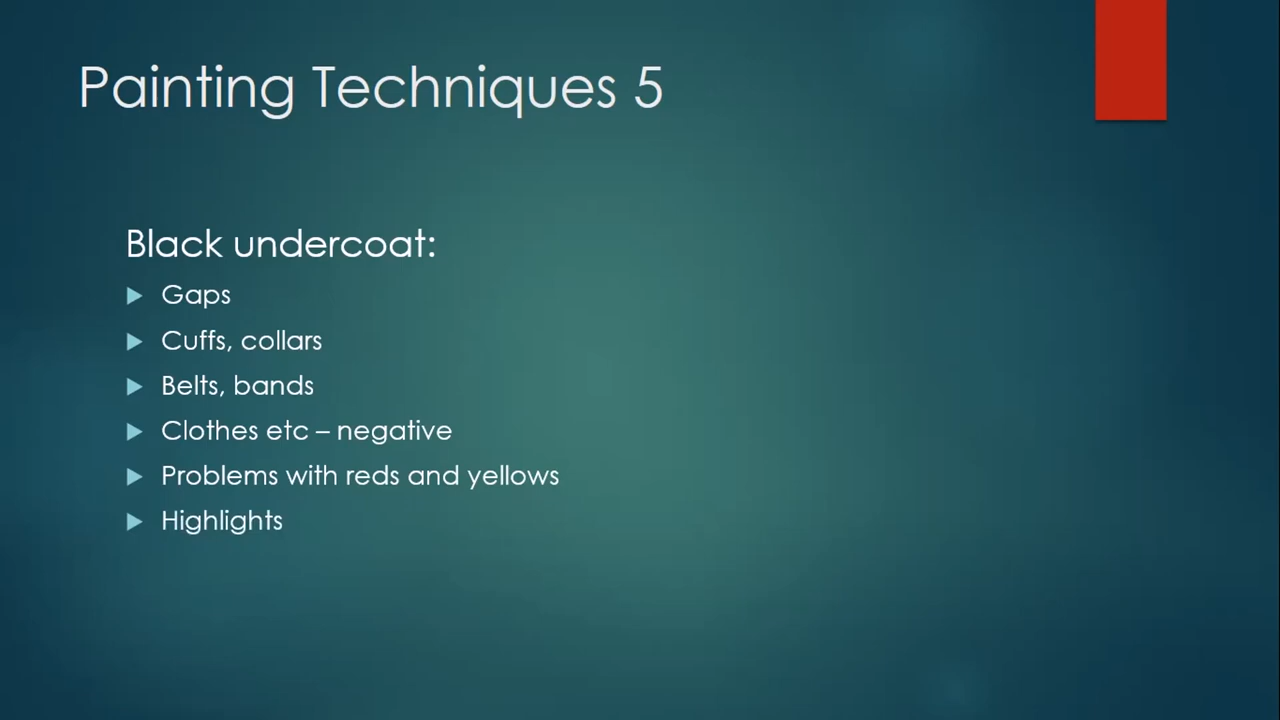 Painting Techniques 5
Black undercoat:
Gaps
Cuffs, collars
Belts, bands
Clothes etc – negative
Problems with reds and yellows
Highlights